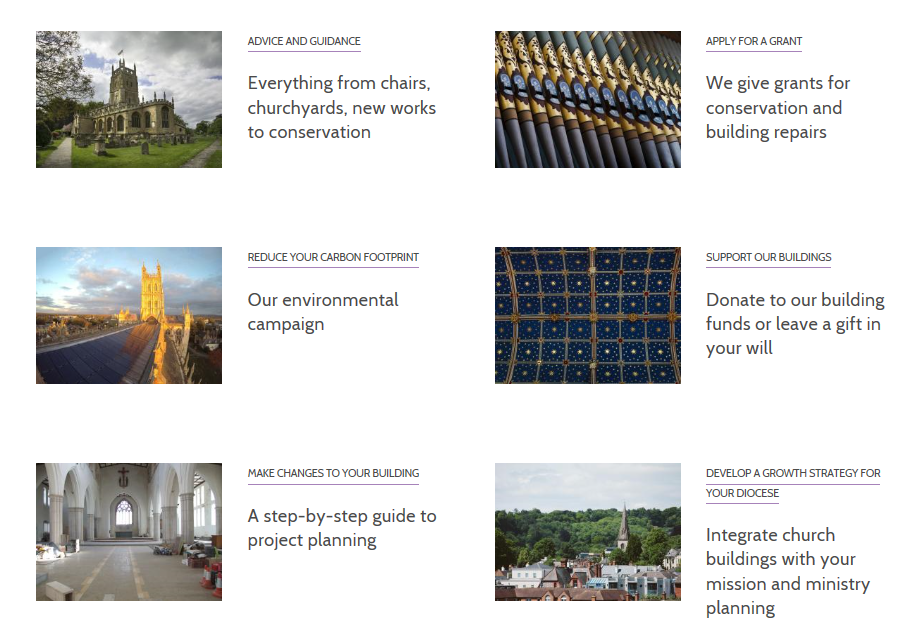 ADVICE AND GUIDANCE
Everything from chairs,
churchyards, new works
to conservation
APPLY FOR A GRANT
We give grants for
conservation and
building repairs
REDUCE YOUR CARBON FOOTPRINT
Our environmental
campaign
SUPPORT OUR BUILDINGS
Donate to our building
funds or leave a gift in
your will
MAKE CHANGES TO YOUR BUILDING
A step-by-step guide to
project planning
DEVELOP A GROWTH STRATEGY FOR
YOUR DIOCESE
Integrate church
buildings with your
mission and ministry
planning